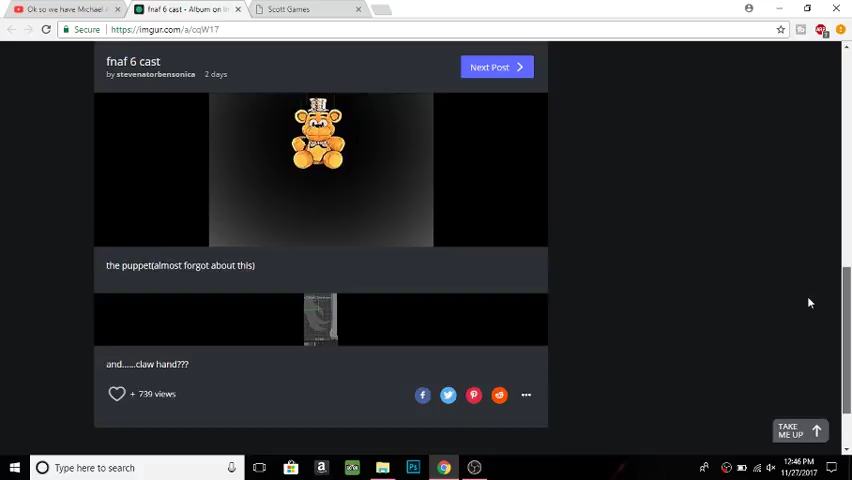 Ok so we have Michael A
fnaf 6 cast - Album on Im
Scott Games
Secure
https://imgur.com/a/cqW17
fnaf 6 cast
by stevenatorbensonica 2 days
Next Post
the puppet(almost forgot about this)
and......claw hand???
+ 739 views
TAKE
ME UP
Type here to search
12:46 PM
11/27/2017